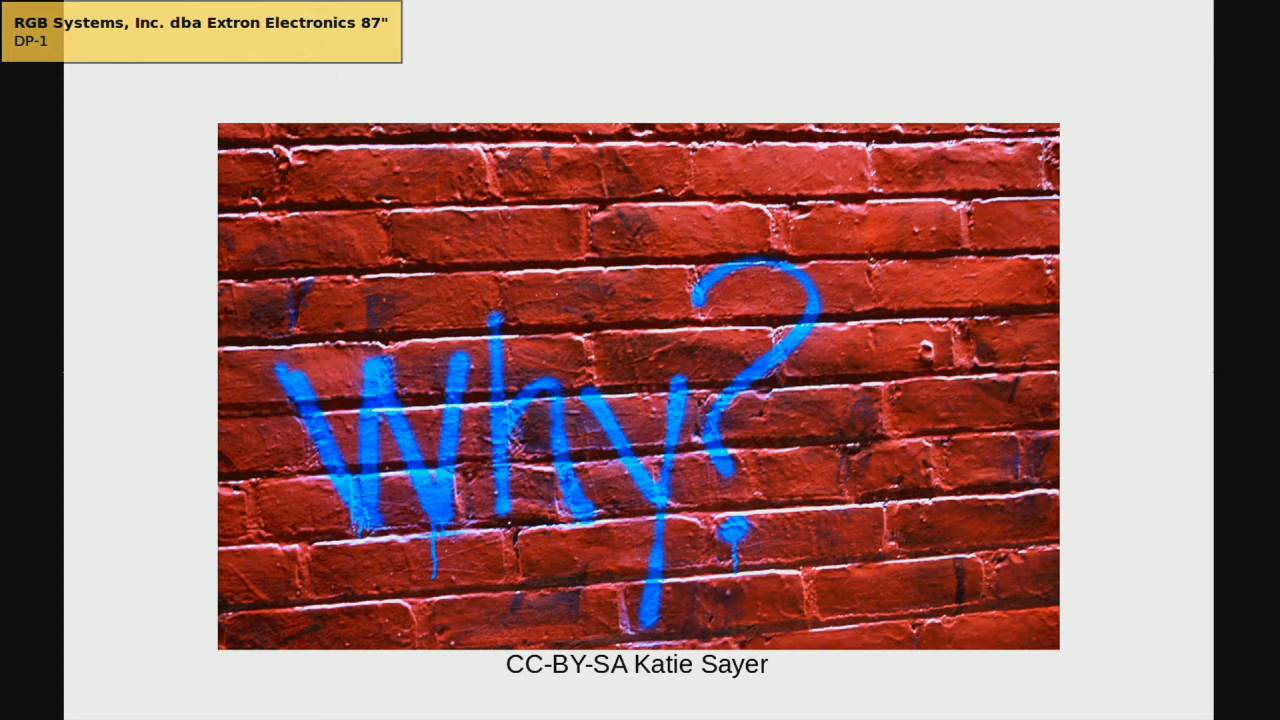 RGB Systems, Inc. dba Extron Electronics 87"
DP-1
Why?
CC-BY-SA Katie Sayer